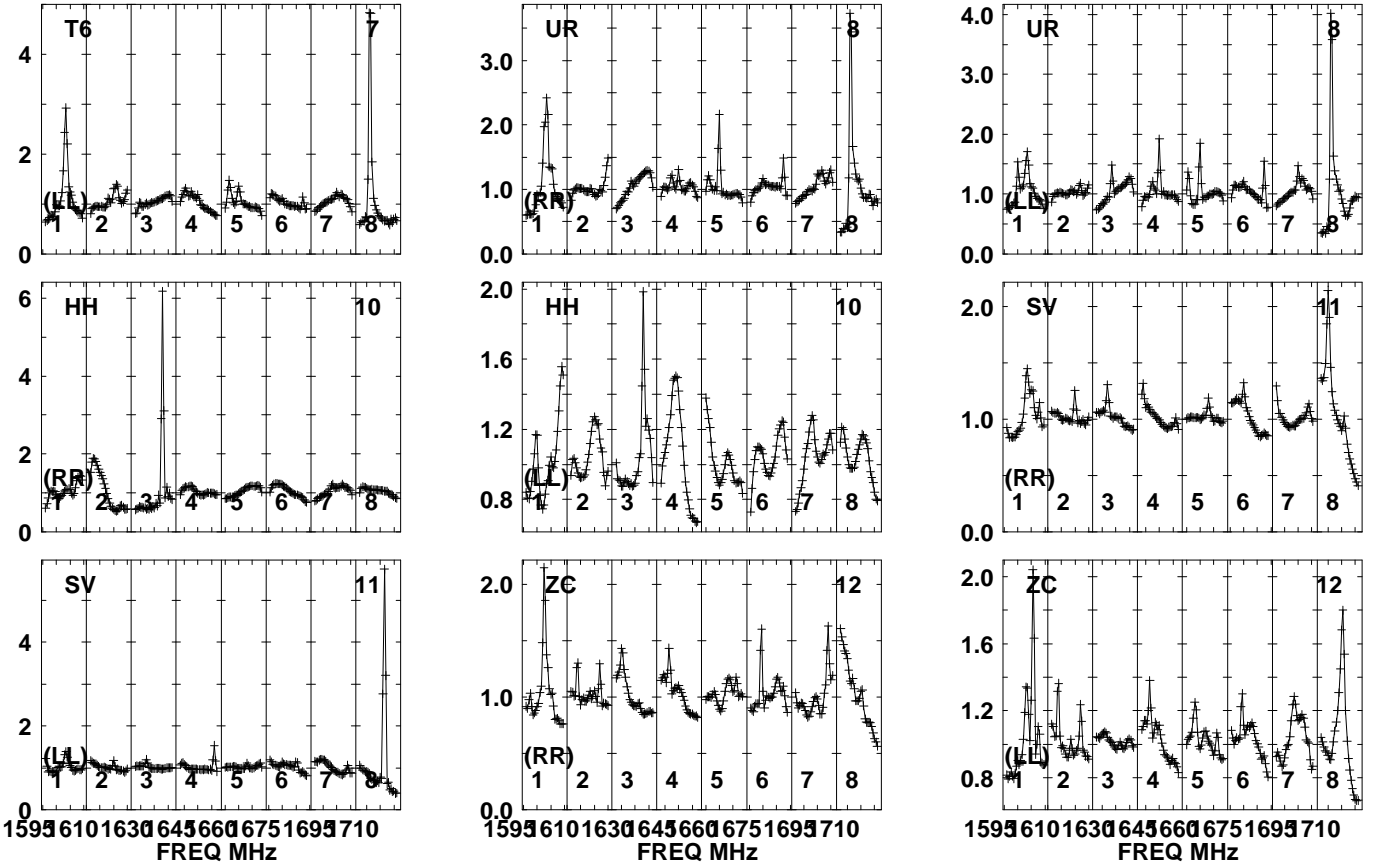 T6 7
4
2
0
(LL)
1 2 3 4 5 6 7 8
UR 8
3.0
2.0
1.0
0.0
(RR)
1 2 3 4 5 6 7 8
UR 8
4.0
3.0
2.0
1.0
0.0
(LL)
1 2 3 4 5 6 7 8
HH 10
6
4
2
0
(RR)
1 2 3 4 5 6 7 8
HH 10
2.0
1.6
1.2
0.8
(LL)
1 2 3 4 5 6 7 8
SV 11
2.0
1.0
0.0
(RR)
1 2 3 4 5 6 7 8
SV 11
4
2
0
(LL)
1 2 3 4 5 6 7 8
1595 1610 1630 1645 1660 1675 1695 1710
FREQ MHz
ZC 12
2.0
1.0
0.0
(RR)
1 2 3 4 5 6 7 8
1595 1610 1630 1645 1660 1675 1695 1710
FREQ MHz
ZC 12
2.0
1.6
1.2
0.8
(LL)
1 2 3 4 5 6 7 8
1595 1610 1630 1645 1660 1675 1695 1710
FREQ MHz